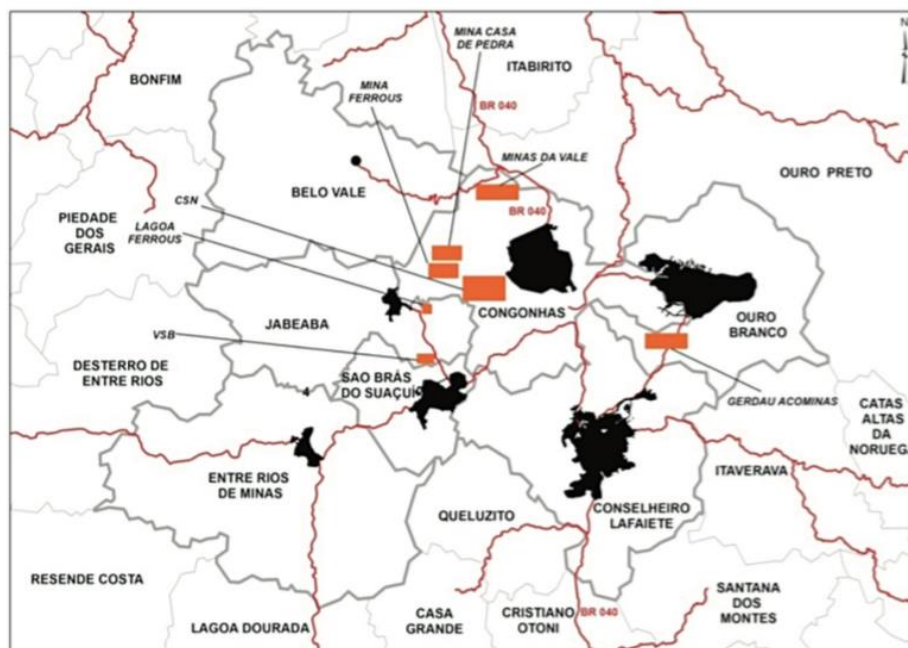 N
MINA CASA
DE PEDRA
ITABIRITO
BONFIM
MINA
FERROUS
BR 040
MINAS DA VALE
OURO PRETO
BELO VALE
CSN
BR 040
PIEDADE
DOS
GERAIS
LAGOA
FERROUS
CONGONHAS
OURO
BRANCO
JABEABA
VSB
DESTERRO DE
ENTRE RIOS
SAO BRÁS
DO SUAÇUÍ
4
GERDAU ACOMINAS
CATAS
ALTAS
DA
NORUEGA
ITAVERAVA
ENTRE RIOS
DE MINAS
QUELUZITO
CONSELHEIRO
LAFAIETE
RESENDE COSTA
SANTANA
DOS
MONTES
LAGOA DOURADA
CASA
GRANDE
CRISTIANO
OTONI
BR 040